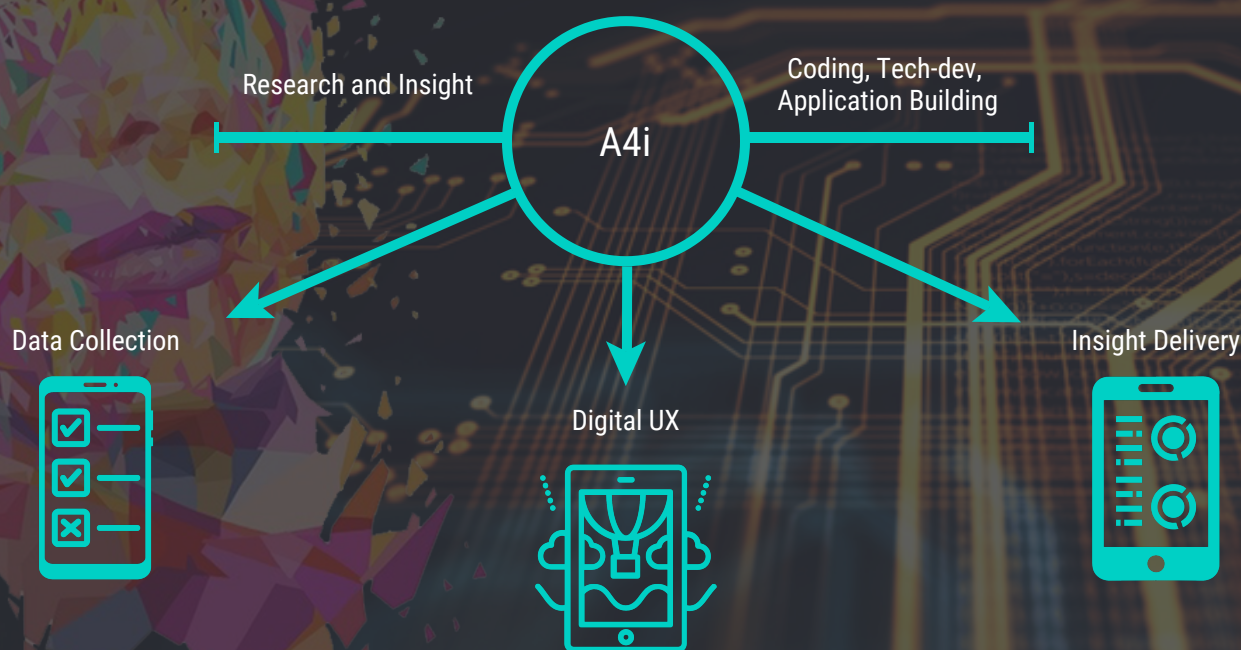 Research and Insight
Coding, Tech-dev,
Application Building
A4i
Data Collection
Insight Delivery
Digital UX